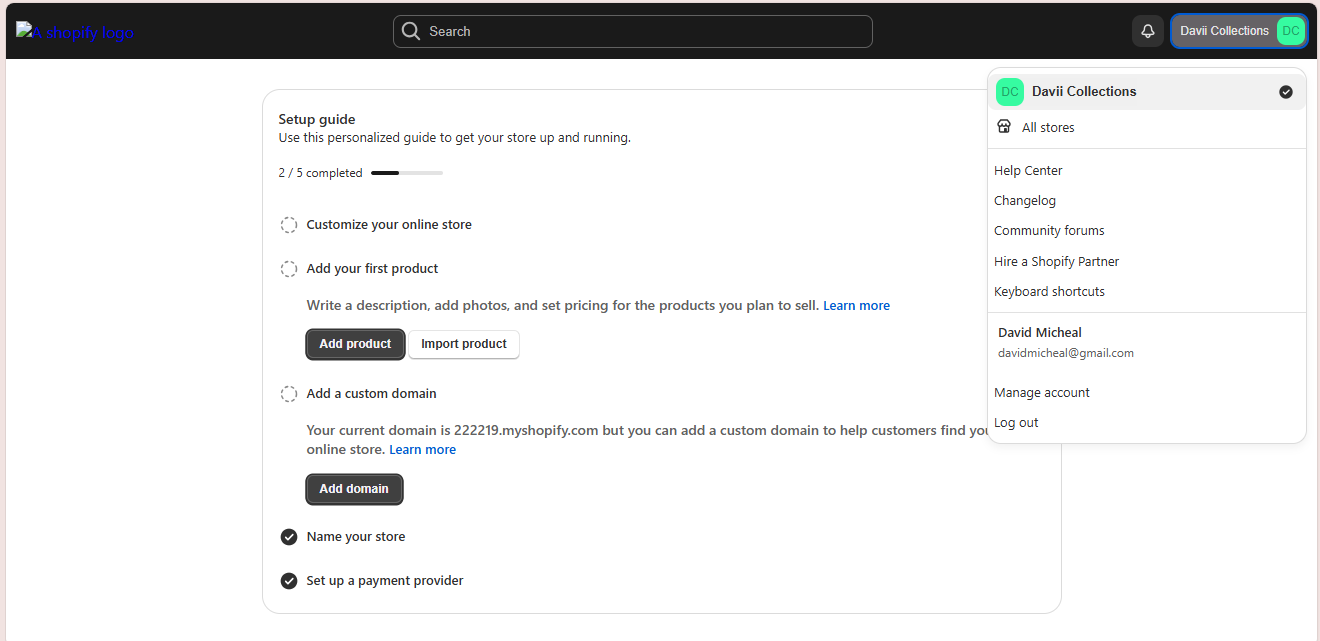 A shopify logo
Search
Davii Collections DC
DC Davii Collections
All stores
Help Center
Changelog
Community forums
Hire a Shopify Partner
Keyboard shortcuts
David Micheal
davidmicheal@gmail.com
Manage account
Log out
Setup guide
Use this personalized guide to get your store up and running.
2 / 5 completed
Customize your online store
Add your first product
Write a description, add photos, and set pricing for the products you plan to sell. Learn more
Add product Import product
Add a custom domain
Your current domain is 222219.myshopify.com but you can add a custom domain to help customers find
online store. Learn more
Add domain
Name your store
Set up a payment provider